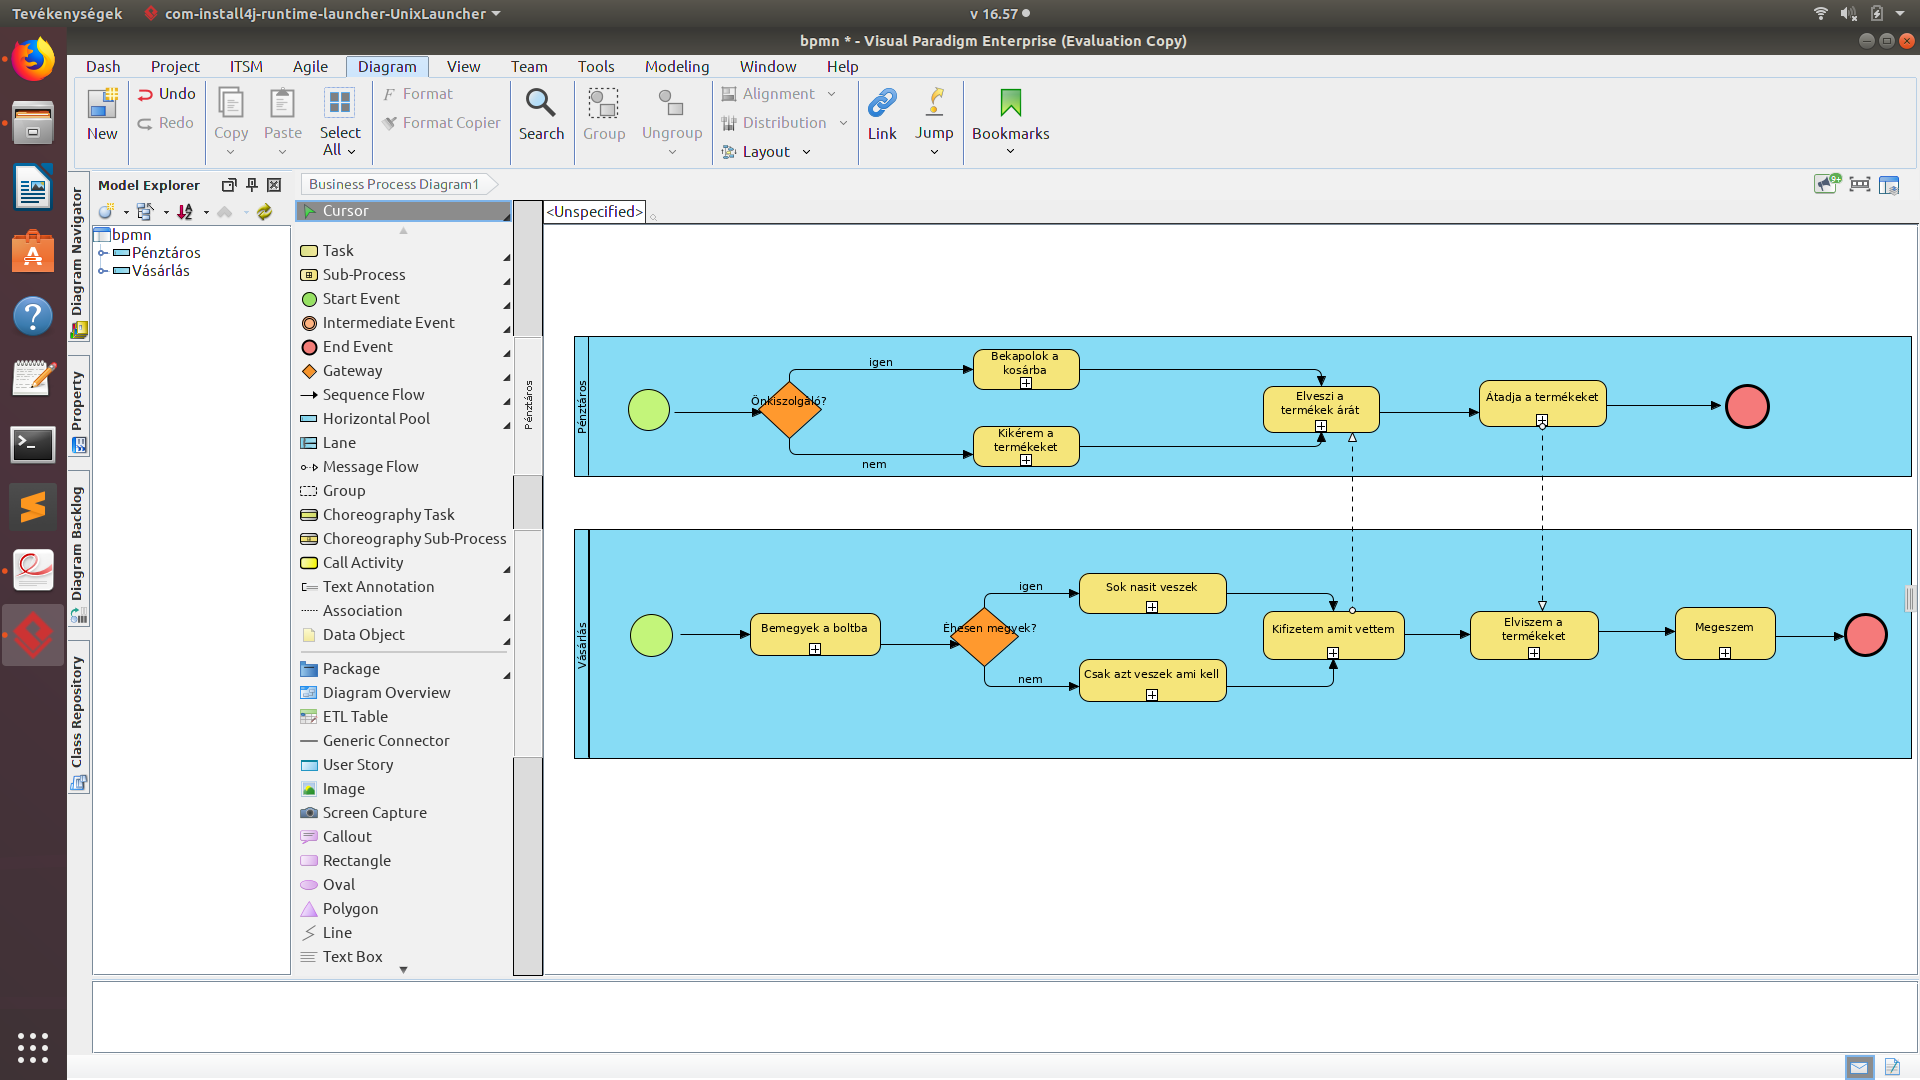 Tevékenységek
com-install4j-runtime-launcher-UnixLauncher
v 16.57
bpmn * - Visual Paradigm Enterprise (Evaluation Copy)
Dash Project ITSM Agile Diagram View Team Tools Modeling Window Help
New
Undo
Redo
Copy
Paste
Select
All
Format
Format Copier
Search
Group
Ungroup
Alignment
Distribution
Layout
Link
Jump
Bookmarks
Model Explorer
Business Process Diagram1
9+
bpmn
Pénztáros
Vásárlás
Diagram Navigator
Property
Diagram Backlog
Class Repository
Cursor
Task
Sub-Process
Start Event
Intermediate Event
End Event
Gateway
Sequence Flow
Horizontal Pool
Lane
Message Flow
Group
Choreography Task
Choreography Sub-Process
Call Activity
Text Annotation
Association
Data Object
Package
Diagram Overview
ETL Table
Generic Connector
User Story
Image
Screen Capture
Callout
Rectangle
Oval
Polygon
Line
Text Box
<Unspecified>
Pénztáros
Pénztáros
Önkiszolgáló?
igen
nem
Bekapolok a
kosárba
Kikérem a
termékeket
Elveszi a
termékek árát
Átadja a termékeket
Vásárlás
Bemegyek a boltba
Éhesen megyek?
igen
nem
Sok nasit veszek
Csak azt veszek ami kell
Kifizetem amit vettem
Elviszem a
termékeket
Megeszem